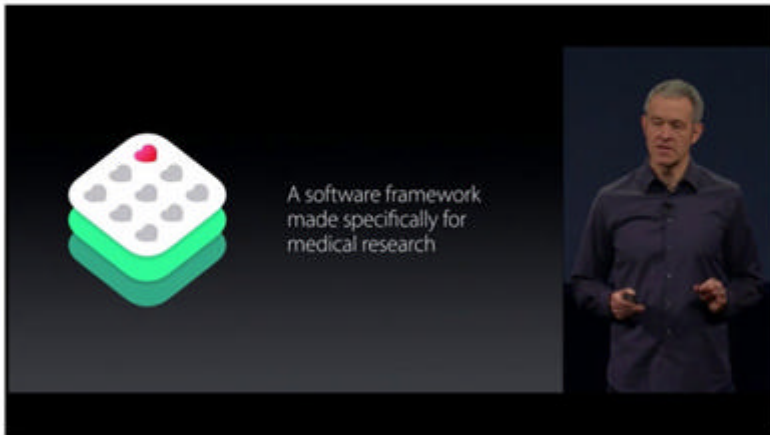 A software framework
made specifically for
medical research